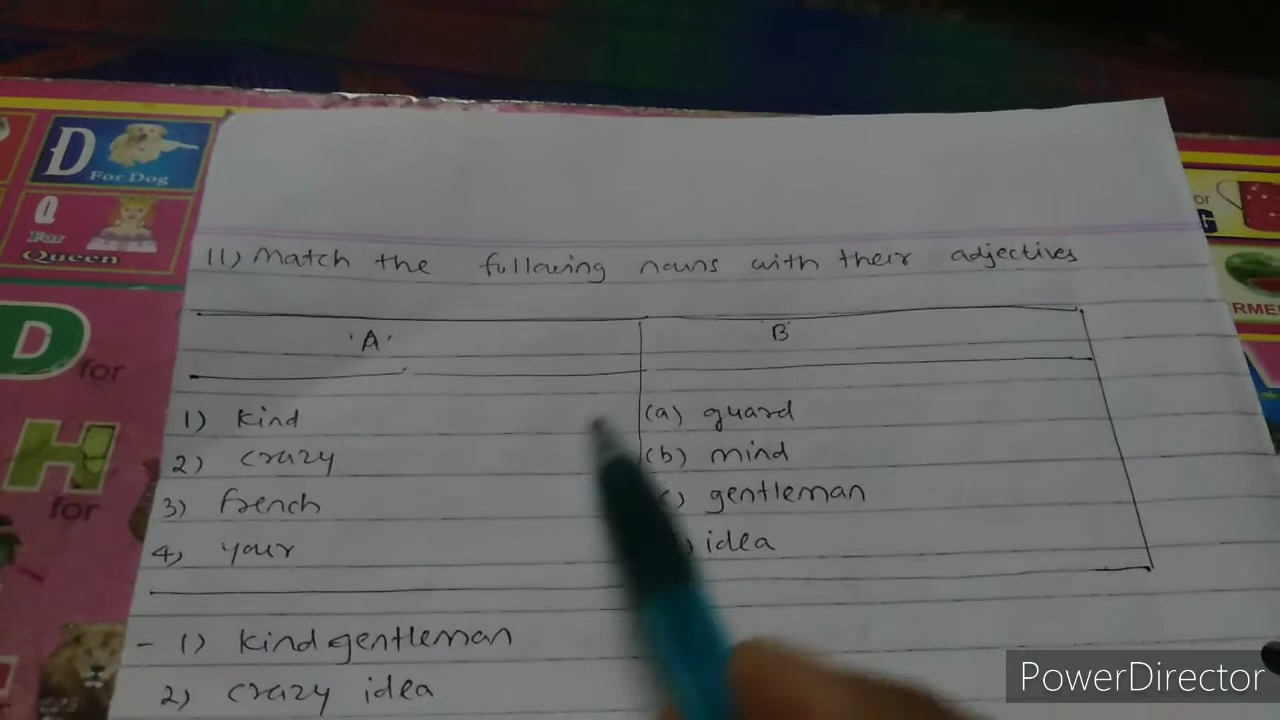 D
For Dog
Q
For
Queen
D for
H
for
11) Match the following nouns with their adjectives
'A' B
1) Kind (a) guard
2) crazy (b) mind
3) french c) gentleman
4) your ) idea
- 1) Kind gentleman
2) crazy idea
PowerDirector